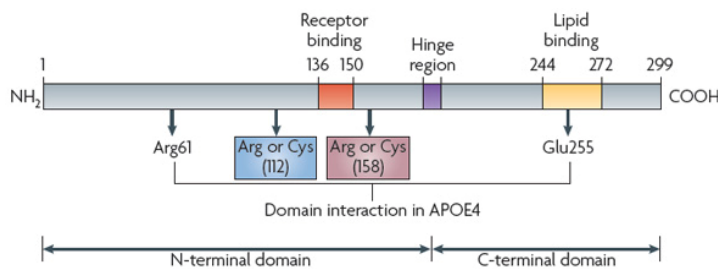 Receptor
binding
Hinge
region
Lipid
binding
1
136 150
244 272 299
NH2
COOH
Arg61
Arg or Cys
(112)
Arg or Cys
(158)
Glu255
Domain interaction in APOE4
N-terminal domain
C-terminal domain